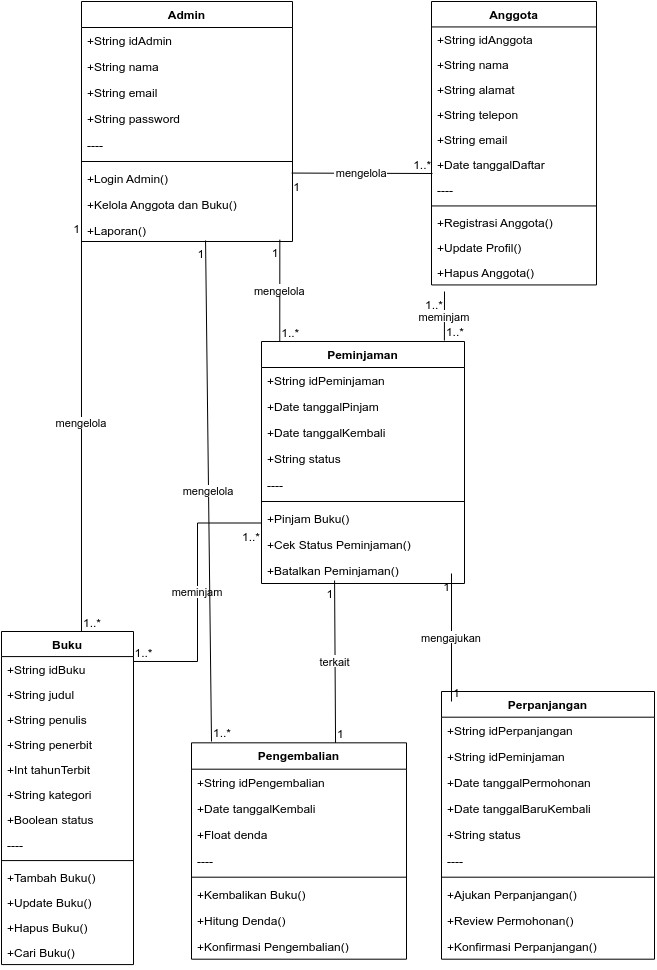 Admin
+String idAdmin
+String nama
+String email
+String password
----
+Login Admin()
+Kelola Anggota dan Buku()
+Laporan()
Anggota
+String idAnggota
+String nama
+String alamat
+String telepon
+String email
+Date tanggalDaftar
----
+Registrasi Anggota()
+Update Profil()
+Hapus Anggota()
mengelola
1
1..*
1
mengelola
1..*
1
mengelola
1..*
1
mengelola
1..*
1..*
meminjam
1..*
Peminjaman
+String idPeminjaman
+Date tanggalPinjam
+Date tanggalKembali
+String status
----
+Pinjam Buku()
+Cek Status Peminjaman()
+Batalkan Peminjaman()
1..*
meminjam
1..*
1
terkait
1
1
mengajukan
1
Buku
+String idBuku
+String judul
+String penulis
+String penerbit
+Int tahunTerbit
+String kategori
+Boolean status
----
+Tambah Buku()
+Update Buku()
+Hapus Buku()
+Cari Buku()
Pengembalian
+String idPengembalian
+Date tanggalKembali
+Float denda
----
+Kembalikan Buku()
+Hitung Denda()
+Konfirmasi Pengembalian()
Perpanjangan
+String idPerpanjangan
+String idPeminjaman
+Date tanggalPermohonan
+Date tanggalBaruKembali
+String status
----
+Ajukan Perpanjangan()
+Review Permohonan()
+Konfirmasi Perpanjangan()